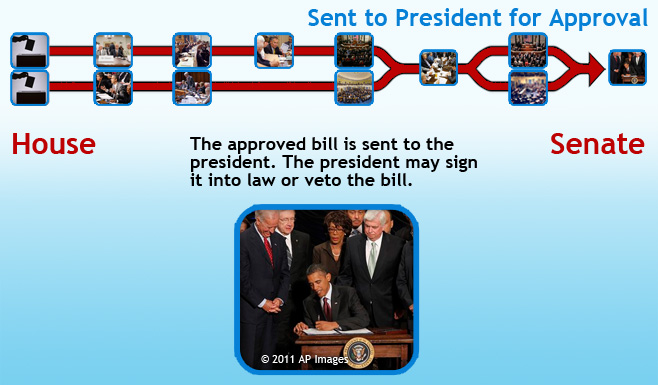 Sent to President for Approval
House
Senate
The approved bill is sent to the
president. The president may sign
it into law or veto the bill.
© 2011 AP Images